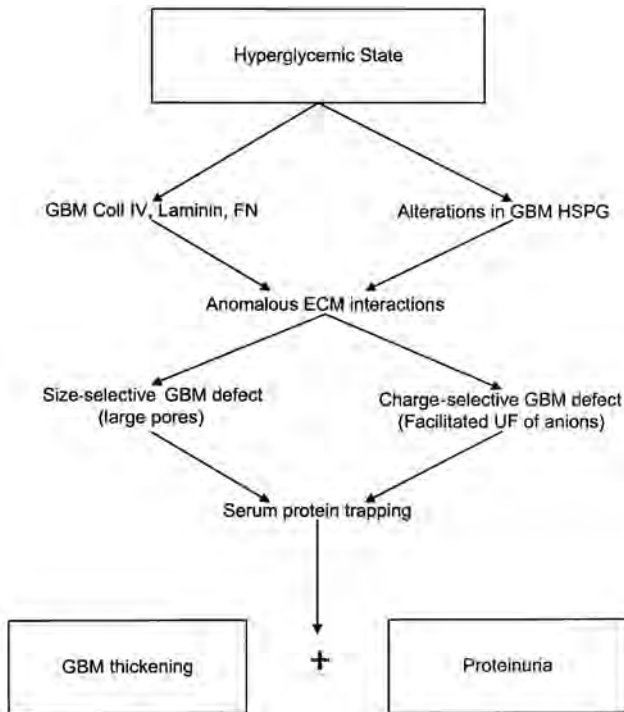 Hyperglycemic State
GBM Coll IV, Laminin, FN
Alterations in GBM HSPG
Anomalous ECM interactions
Size-selective GBM defect
(large pores)
Charge-selective GBM defect
(Facilitated UF of anions)
Serum protein trapping
GBM thickening
+
Proteinuria